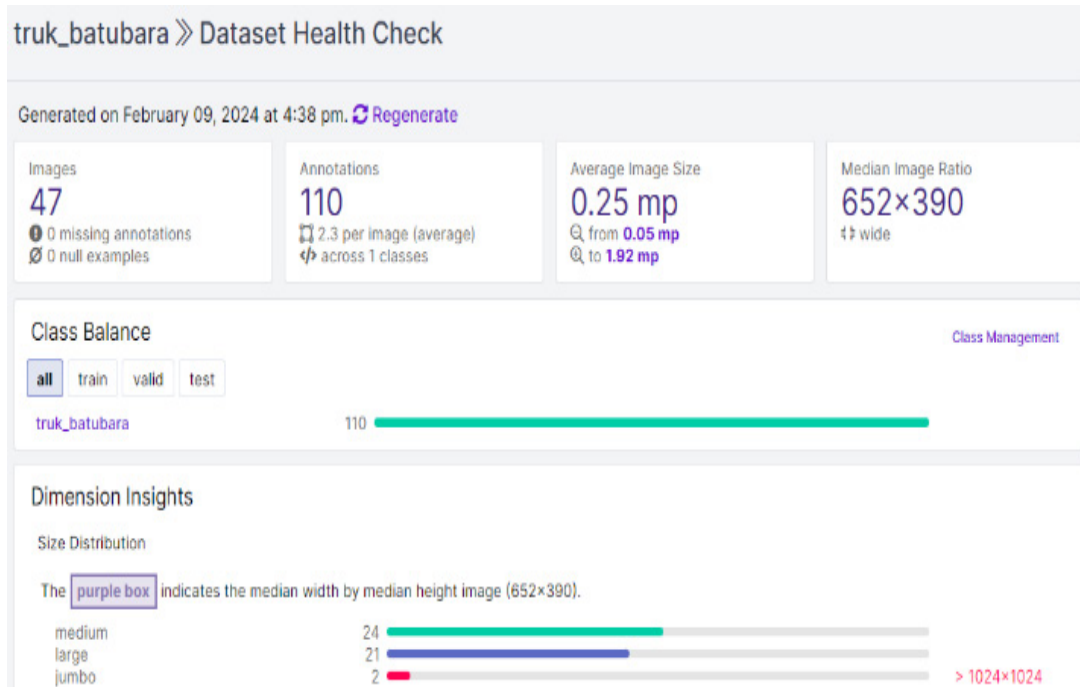 truk_batubara » Dataset Health Check
Generated on February 09, 2024 at 4:38 pm. Regenerate
Images
47
0 missing annotations
0 null examples
Annotations
110
2.3 per image (average)
</> across 1 classes
Average Image Size
0.25 mp
from 0.05 mp
to 1.92 mp
Median Image Ratio
652×390
wide
Class Balance
Class Management
all train valid test
truk_batubara 110
Dimension Insights
Size Distribution
The purple box indicates the median width by median height image (652×390).
medium 24
large 21
jumbo 2 > 1024×1024